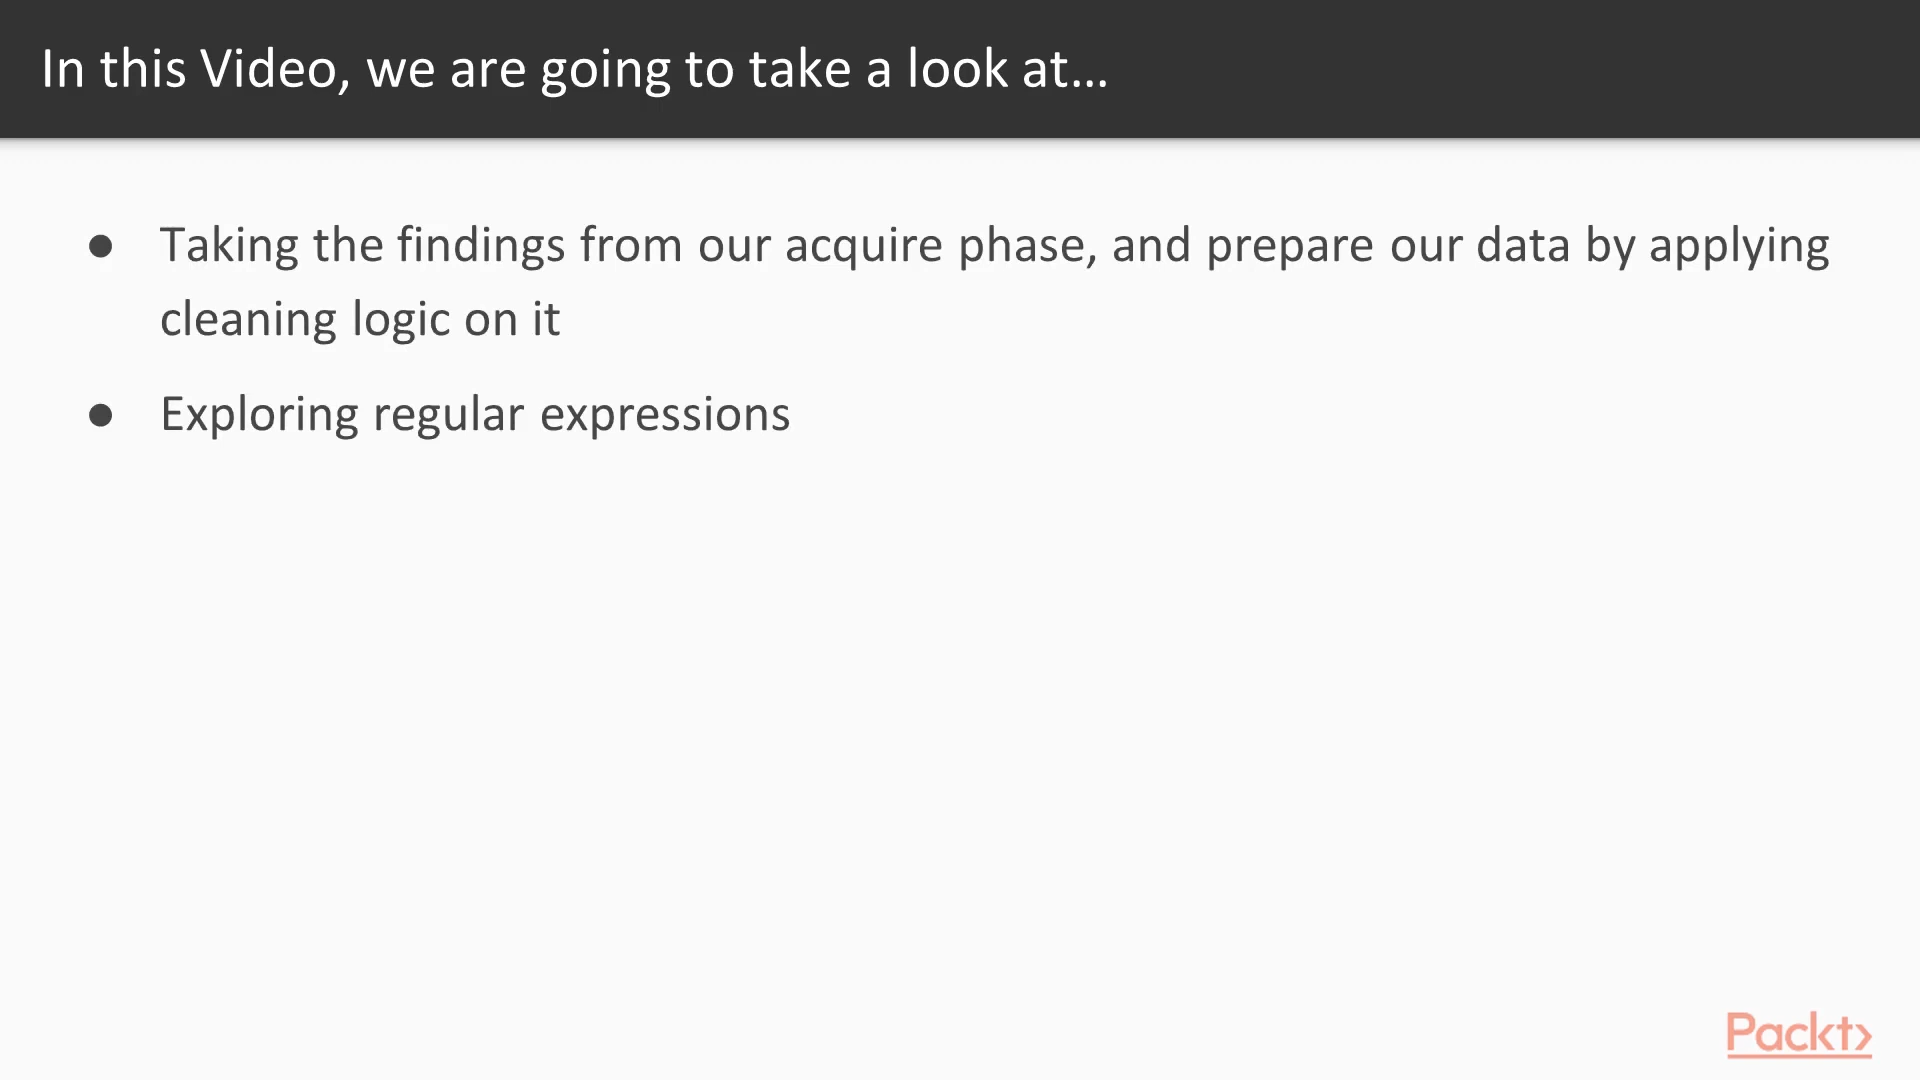 In this Video, we are going to take a look at...
● Taking the findings from our acquire phase, and prepare our data by applying
cleaning logic on it
● Exploring regular expressions
Packt>